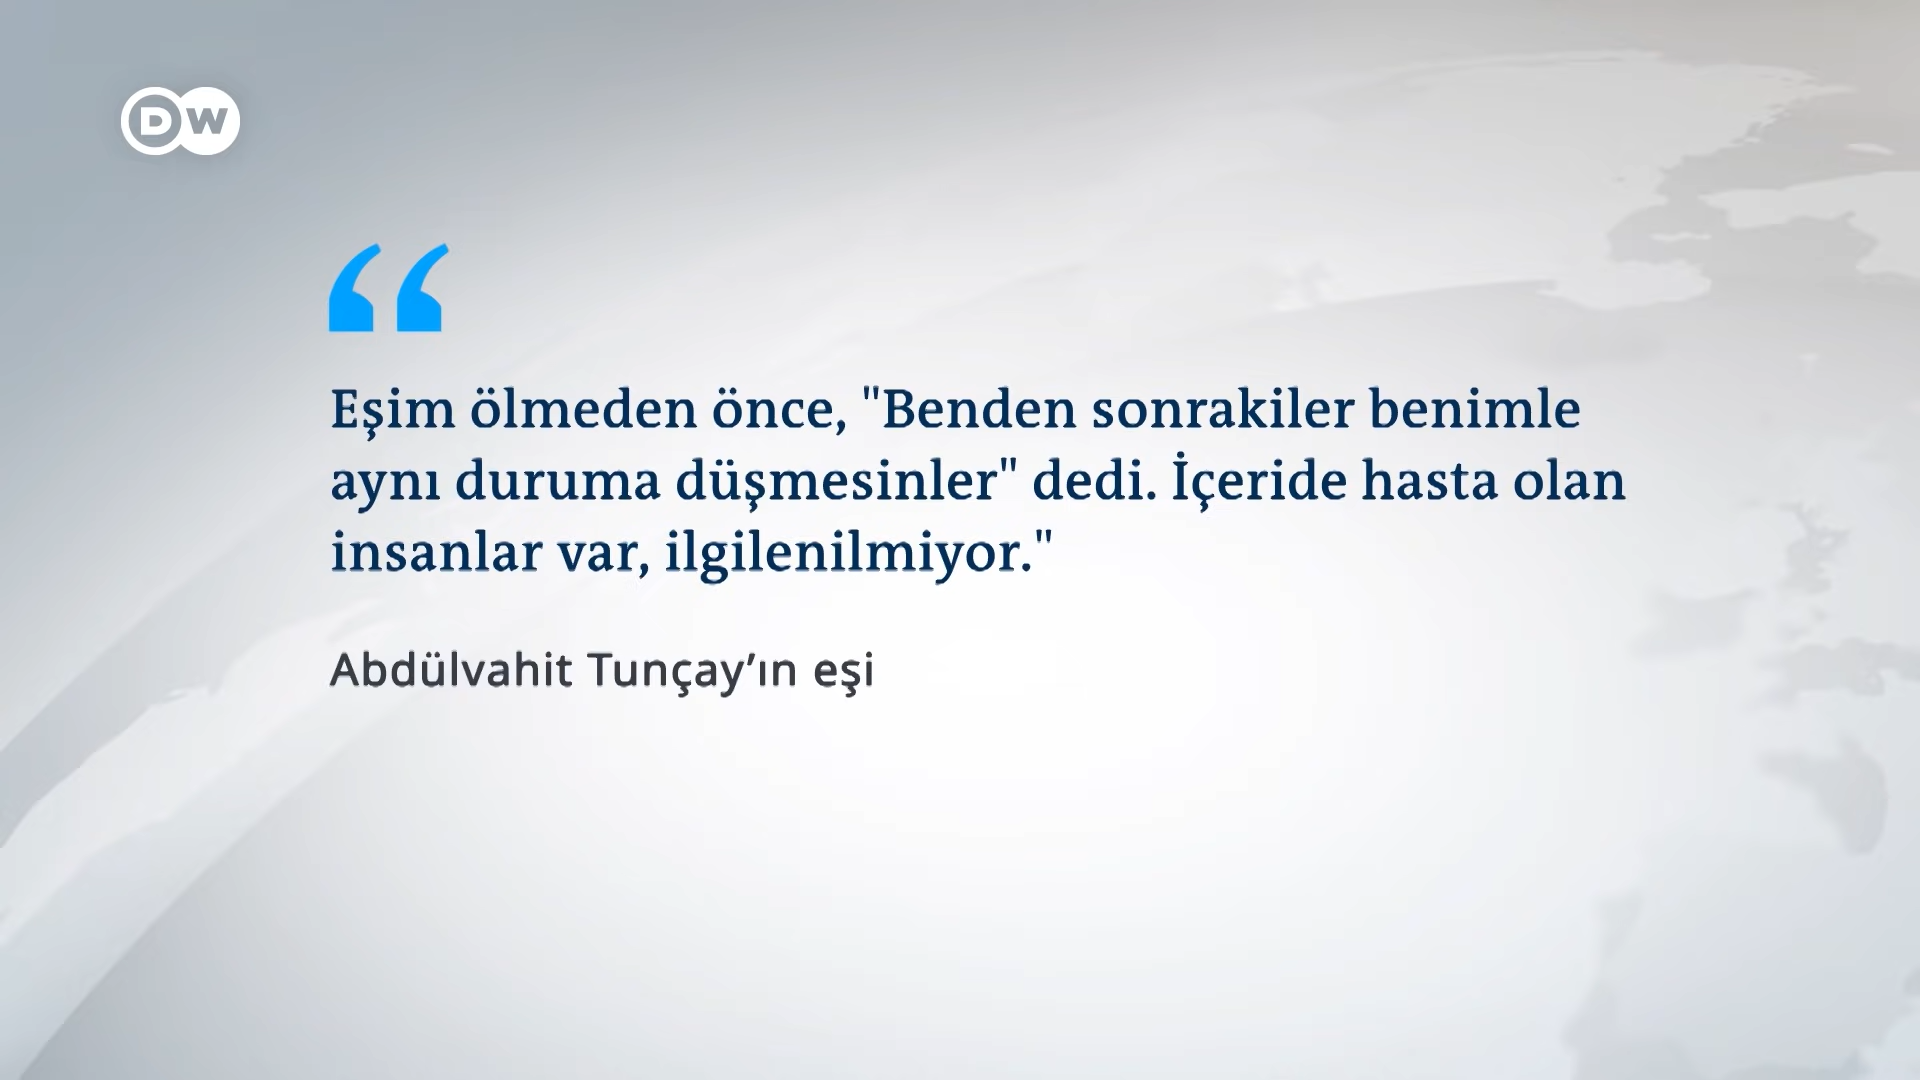 DW
“
Eşim ölmeden önce, "Benden sonrakiler benimle
aynı duruma düşmesinler" dedi. İçeride hasta olan
insanlar var, ilgilenilmiyor."
Abdülvahit Tunçay’ın eşi